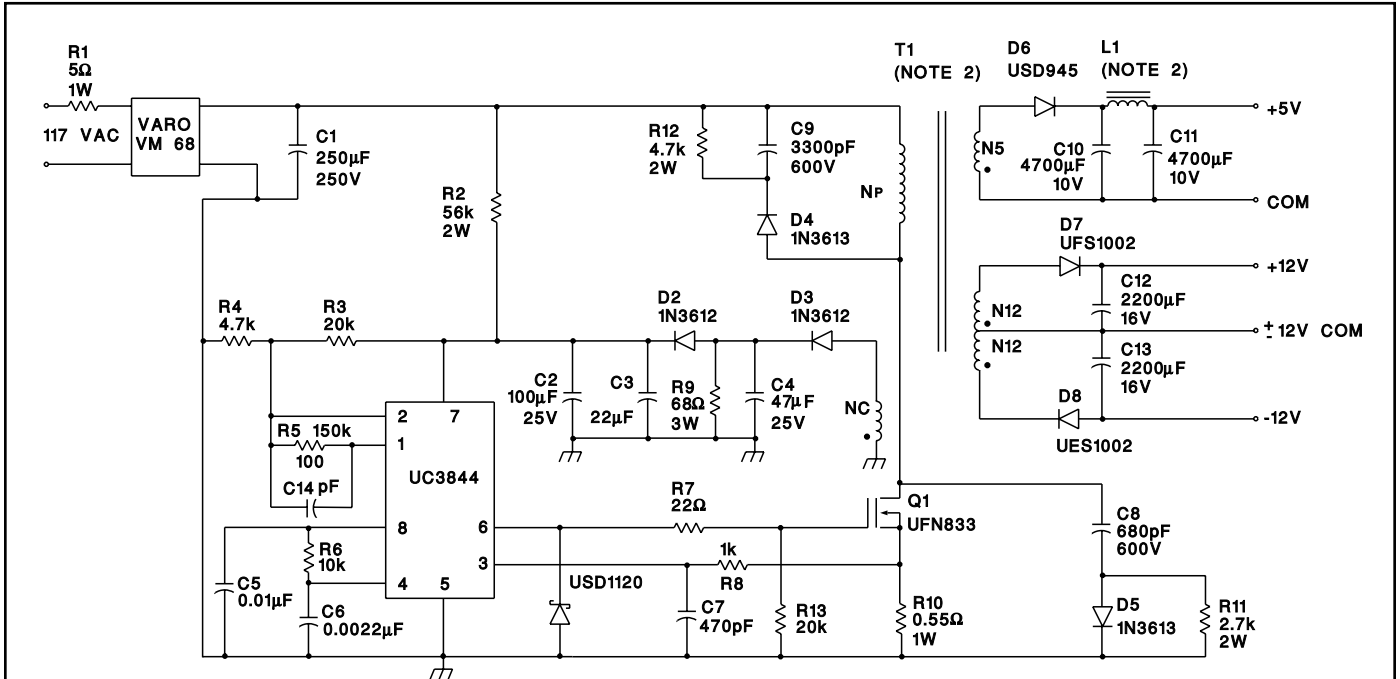 R1
5Ω
1W
117 VAC
VARO
VM 68
C1
250µF
250V
R2
56k
2W
R12
4.7k
2W
C9
3300pF
600V
D4
1N3613
NP
T1
(NOTE 2)
D6
USD945
L1
(NOTE 2)
N5
C10
4700µF
10V
C11
4700µF
10V
+5V
COM
D7
UFS1002
N12
N12
C12
2200µF
16V
C13
2200µF
16V
D8
UES1002
+12V
± 12V COM
-12V
R4
4.7k
R3
20k
D2
1N3612
D3
1N3612
C2
100µF
25V
C3
22µF
R9
68Ω
3W
C4
47µF
25V
NC
2
7
R5 150k
1
100
C14 pF
UC3844
8
6
3
4
5
R6
10k
C5
0.01µF
C6
0.0022µF
USD1120
R7
22Ω
1k
R8
C7
470pF
R13
20k
Q1
UFN833
R10
0.55Ω
1W
C8
680pF
600V
D5
1N3613
R11
2.7k
2W